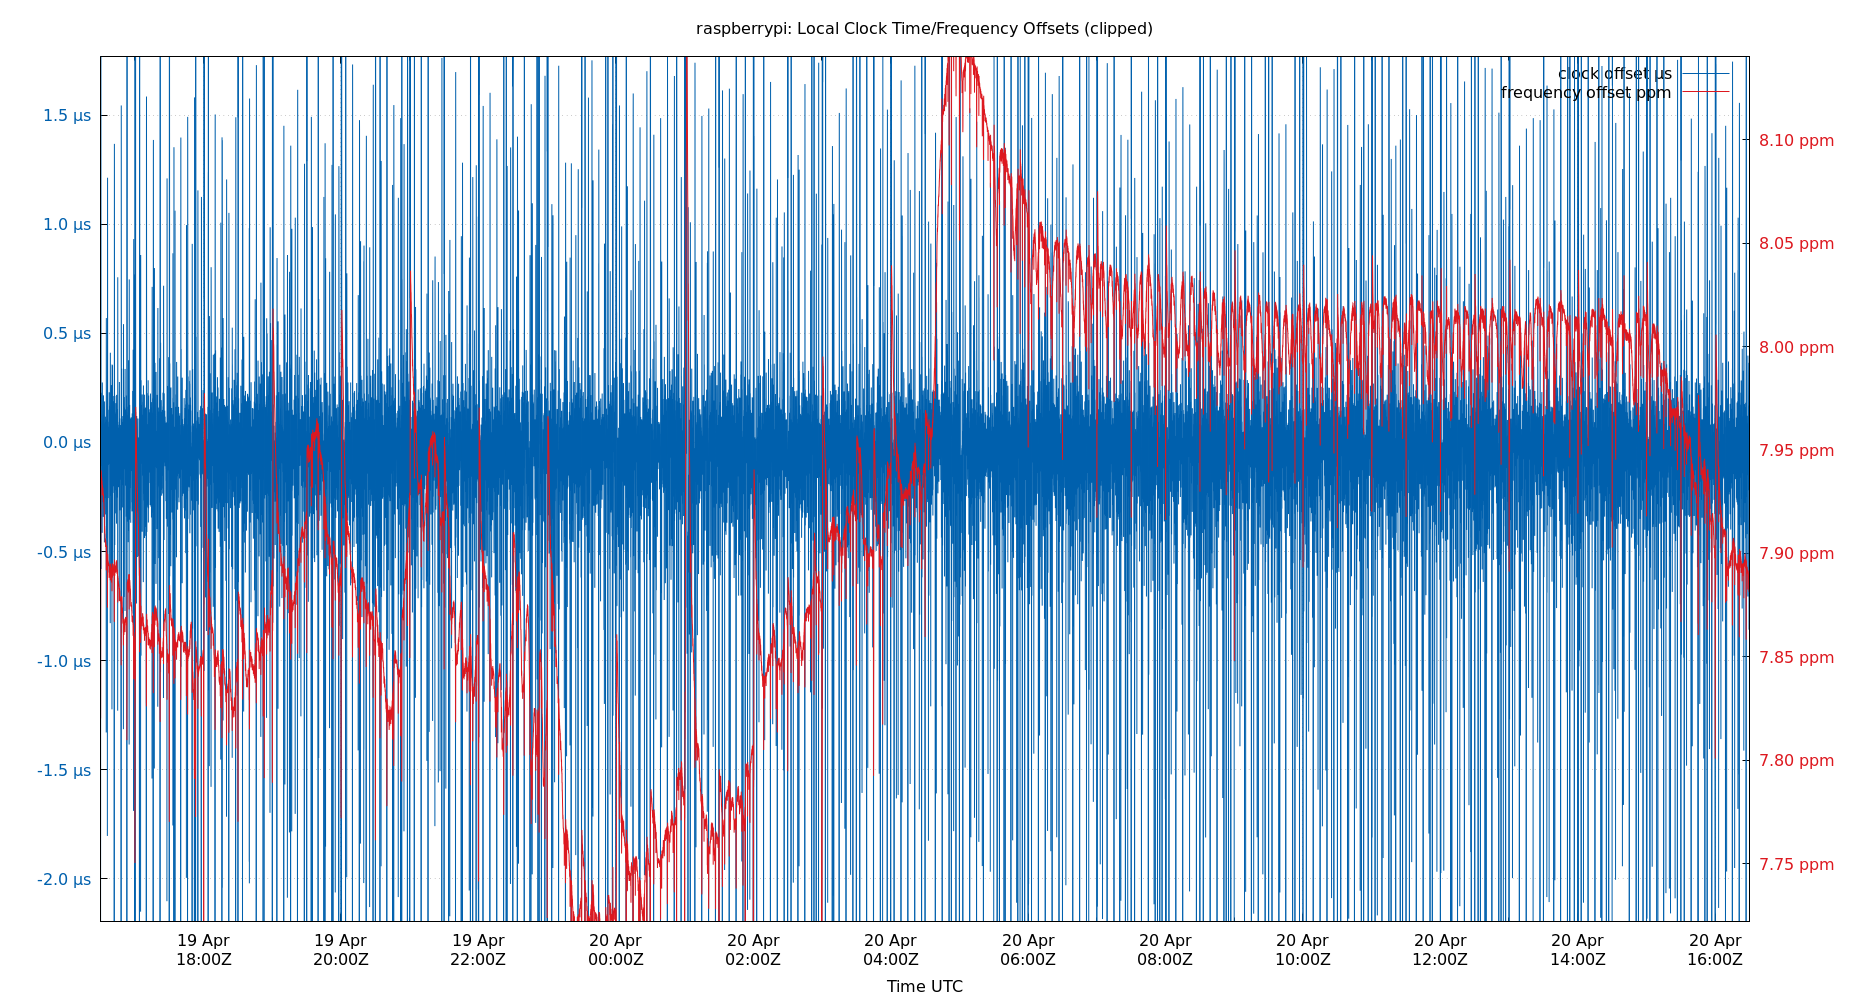 raspberrypi: Local Clock Time/Frequency Offsets (clipped)
clock offset µs
frequency offset ppm
1.5 µs
1.0 µs
0.5 µs
0.0 µs
-0.5 µs
-1.0 µs
-1.5 µs
-2.0 µs
8.10 ppm
8.05 ppm
8.00 ppm
7.95 ppm
7.90 ppm
7.85 ppm
7.80 ppm
7.75 ppm
19 Apr 19 Apr 19 Apr 20 Apr 20 Apr 20 Apr 20 Apr 20 Apr 20 Apr 20 Apr 20 Apr 20 Apr
18:00Z 20:00Z 22:00Z 00:00Z 02:00Z 04:00Z 06:00Z 08:00Z 10:00Z 12:00Z 14:00Z 16:00Z
Time UTC